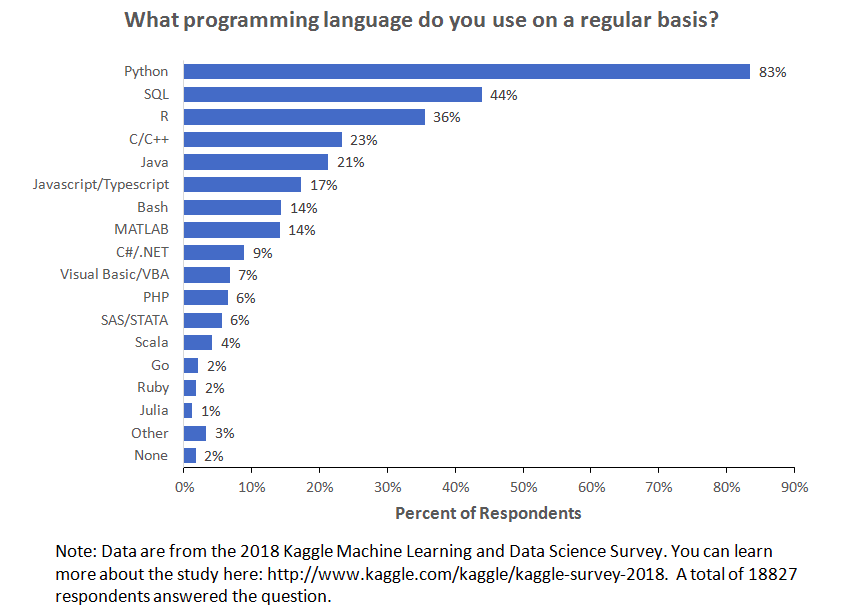 What programming language do you use on a regular basis?
Python 83%
SQL 44%
R 36%
C/C++ 23%
Java 21%
Javascript/Typescript 17%
Bash 14%
MATLAB 14%
C#/.NET 9%
Visual Basic/VBA 7%
PHP 6%
SAS/STATA 6%
Scala 4%
Go 2%
Ruby 2%
Julia 1%
Other 3%
None 2%
0% 10% 20% 30% 40% 50% 60% 70% 80% 90%
Percent of Respondents
Note: Data are from the 2018 Kaggle Machine Learning and Data Science Survey. You can learn
more about the study here: http://www.kaggle.com/kaggle/kaggle-survey-2018.  A total of 18827
respondents answered the question.